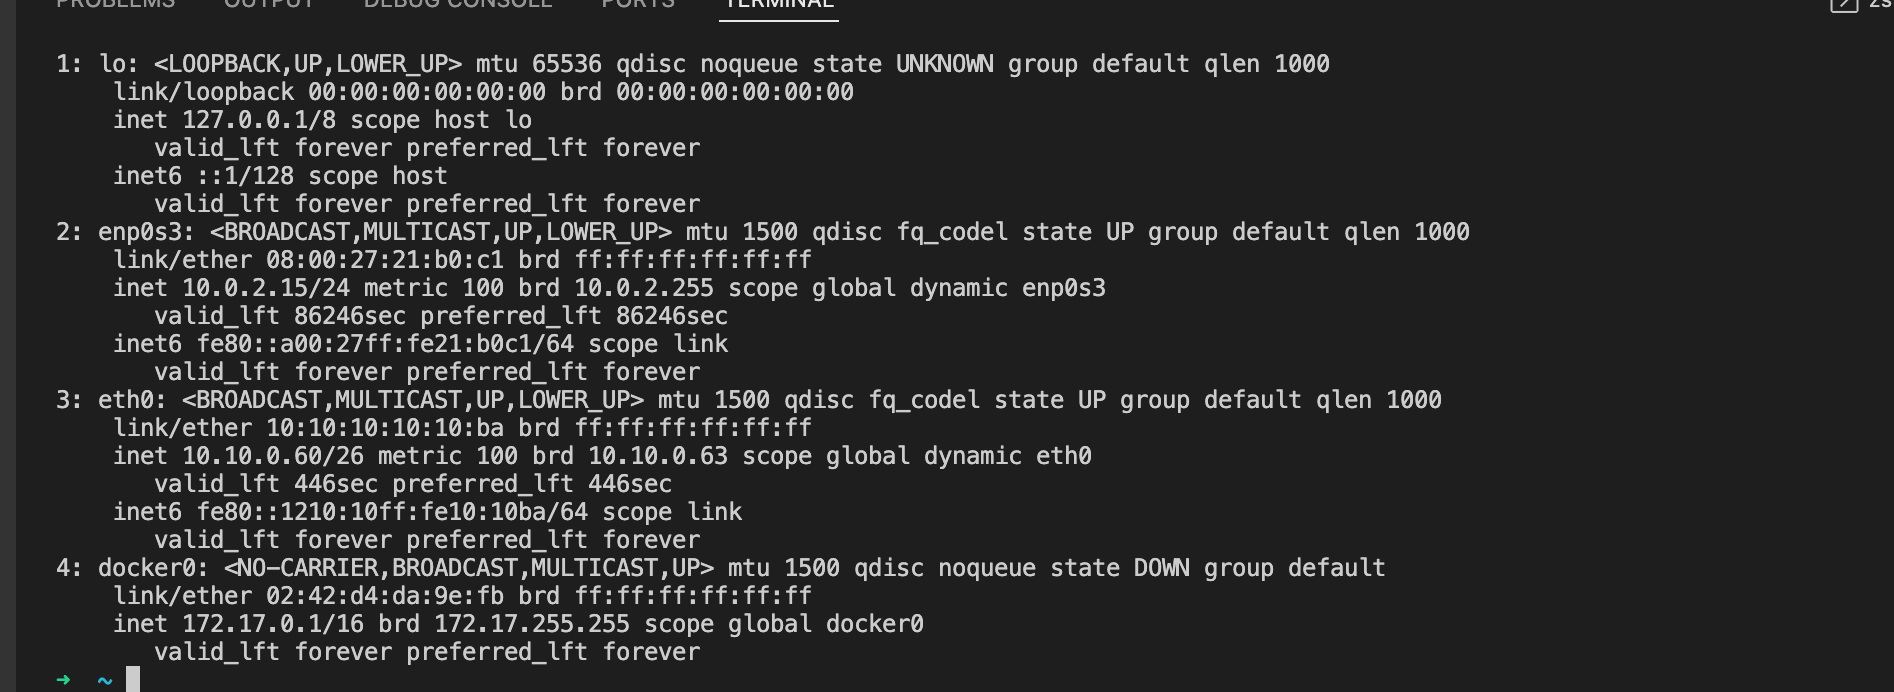 PROBLEMS OUTPUT DEBUG CONSOLE PORTS TERMINAL
1: lo: <LOOPBACK,UP,LOWER_UP> mtu 65536 qdisc noqueue state UNKNOWN group default qlen 1000
link/loopback 00:00:00:00:00:00 brd 00:00:00:00:00:00
inet 127.0.0.1/8 scope host lo
valid_lft forever preferred_lft forever
inet6 ::1/128 scope host
valid_lft forever preferred_lft forever
2: enp0s3: <BROADCAST,MULTICAST,UP,LOWER_UP> mtu 1500 qdisc fq_codel state UP group default qlen 1000
link/ether 08:00:27:21:b0:c1 brd ff:ff:ff:ff:ff:ff
inet 10.0.2.15/24 metric 100 brd 10.0.2.255 scope global dynamic enp0s3
valid_lft 86246sec preferred_lft 86246sec
inet6 fe80::a00:27ff:fe21:b0c1/64 scope link
valid_lft forever preferred_lft forever
3: eth0: <BROADCAST,MULTICAST,UP,LOWER_UP> mtu 1500 qdisc fq_codel state UP group default qlen 1000
link/ether 10:10:10:10:10:ba brd ff:ff:ff:ff:ff:ff
inet 10.10.0.60/26 metric 100 brd 10.10.0.63 scope global dynamic eth0
valid_lft 446sec preferred_lft 446sec
inet6 fe80::1210:10ff:fe10:10ba/64 scope link
valid_lft forever preferred_lft forever
4: docker0: <NO-CARRIER,BROADCAST,MULTICAST,UP> mtu 1500 qdisc noqueue state DOWN group default
link/ether 02:42:d4:da:9e:fb brd ff:ff:ff:ff:ff:ff
inet 172.17.0.1/16 brd 172.17.255.255 scope global docker0
valid_lft forever preferred_lft forever
➜ ~